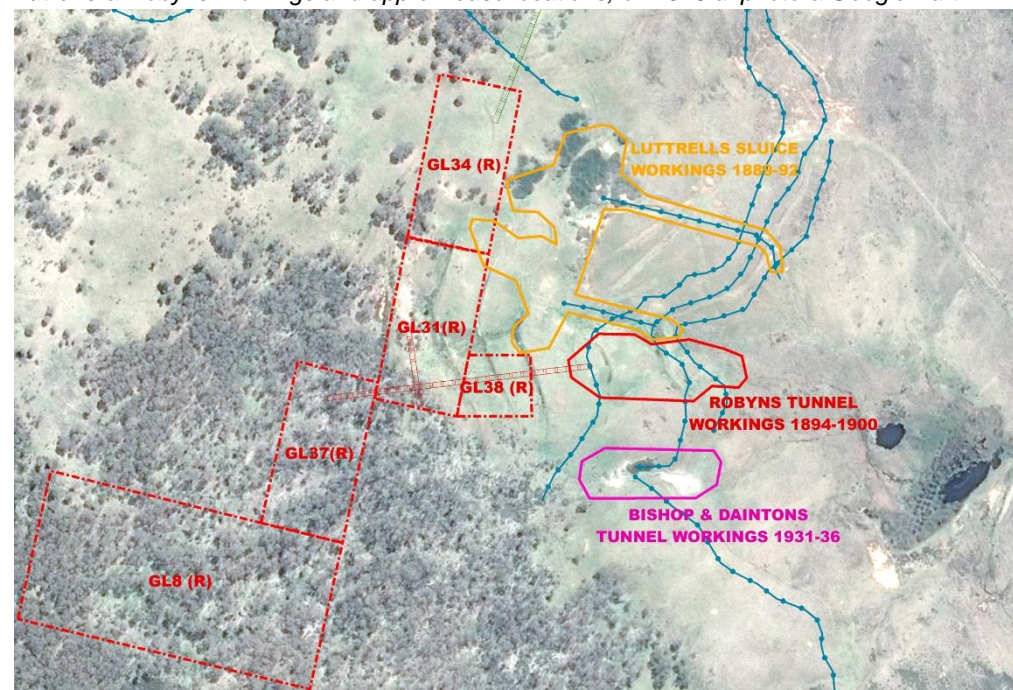 LUTTRELLS SLUICE
WORKINGS 1889-92
GL34 (R)
GL31(R)
GL38 (R)
ROBYNS TUNNEL
WORKINGS 1894-1900
GL37(R)
BISHOP & DAINTONS
TUNNEL WORKINGS 1931-36
GL8 (R)